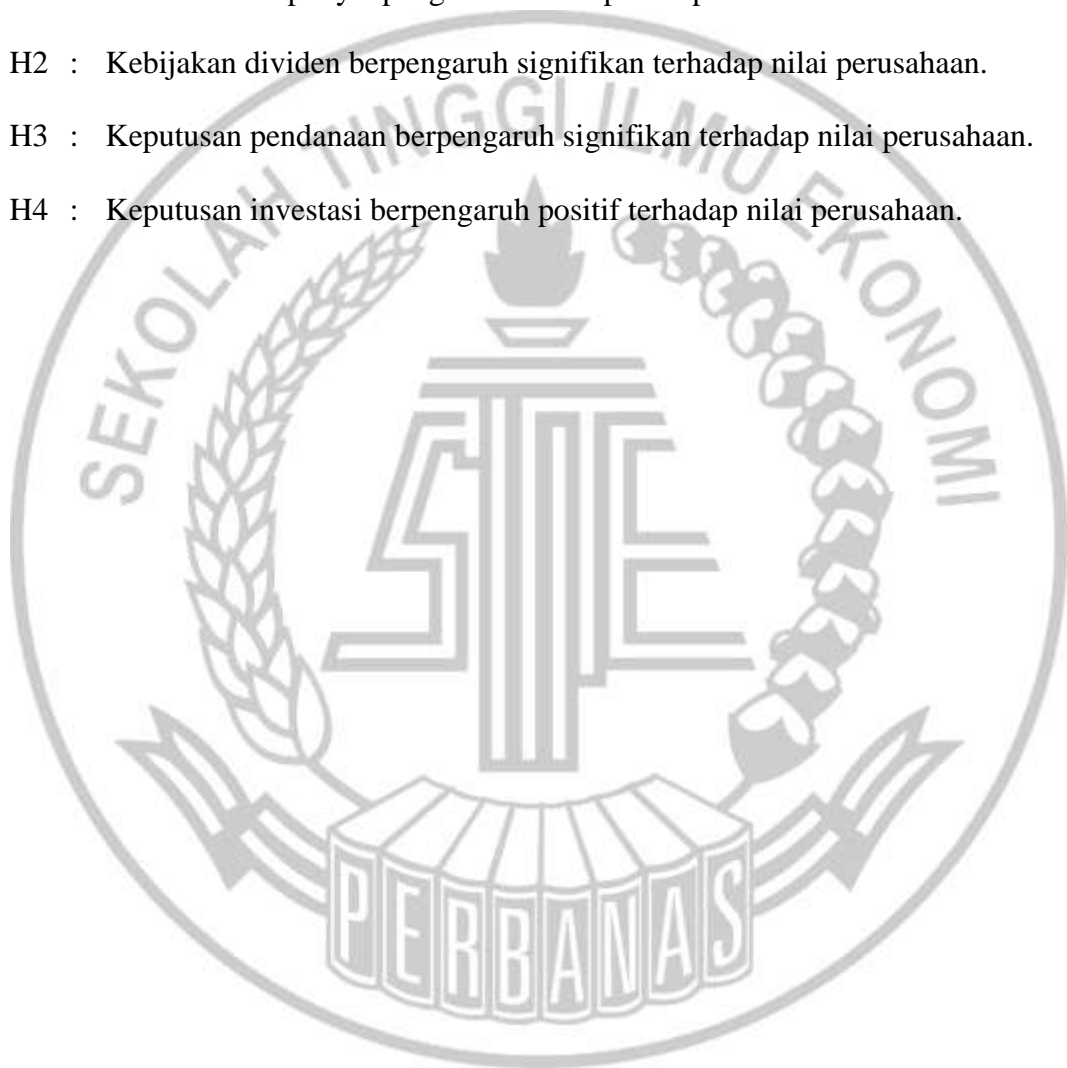 H2 : Kebijakan dividen berpengaruh signifikan terhadap nilai perusahaan.
H3 : Keputusan pendanaan berpengaruh signifikan terhadap nilai perusahaan.
H4 : Keputusan investasi berpengaruh positif terhadap nilai perusahaan.
SEKOLAH TINGGI ILMU EKONOMI
STIE
PERBANAS